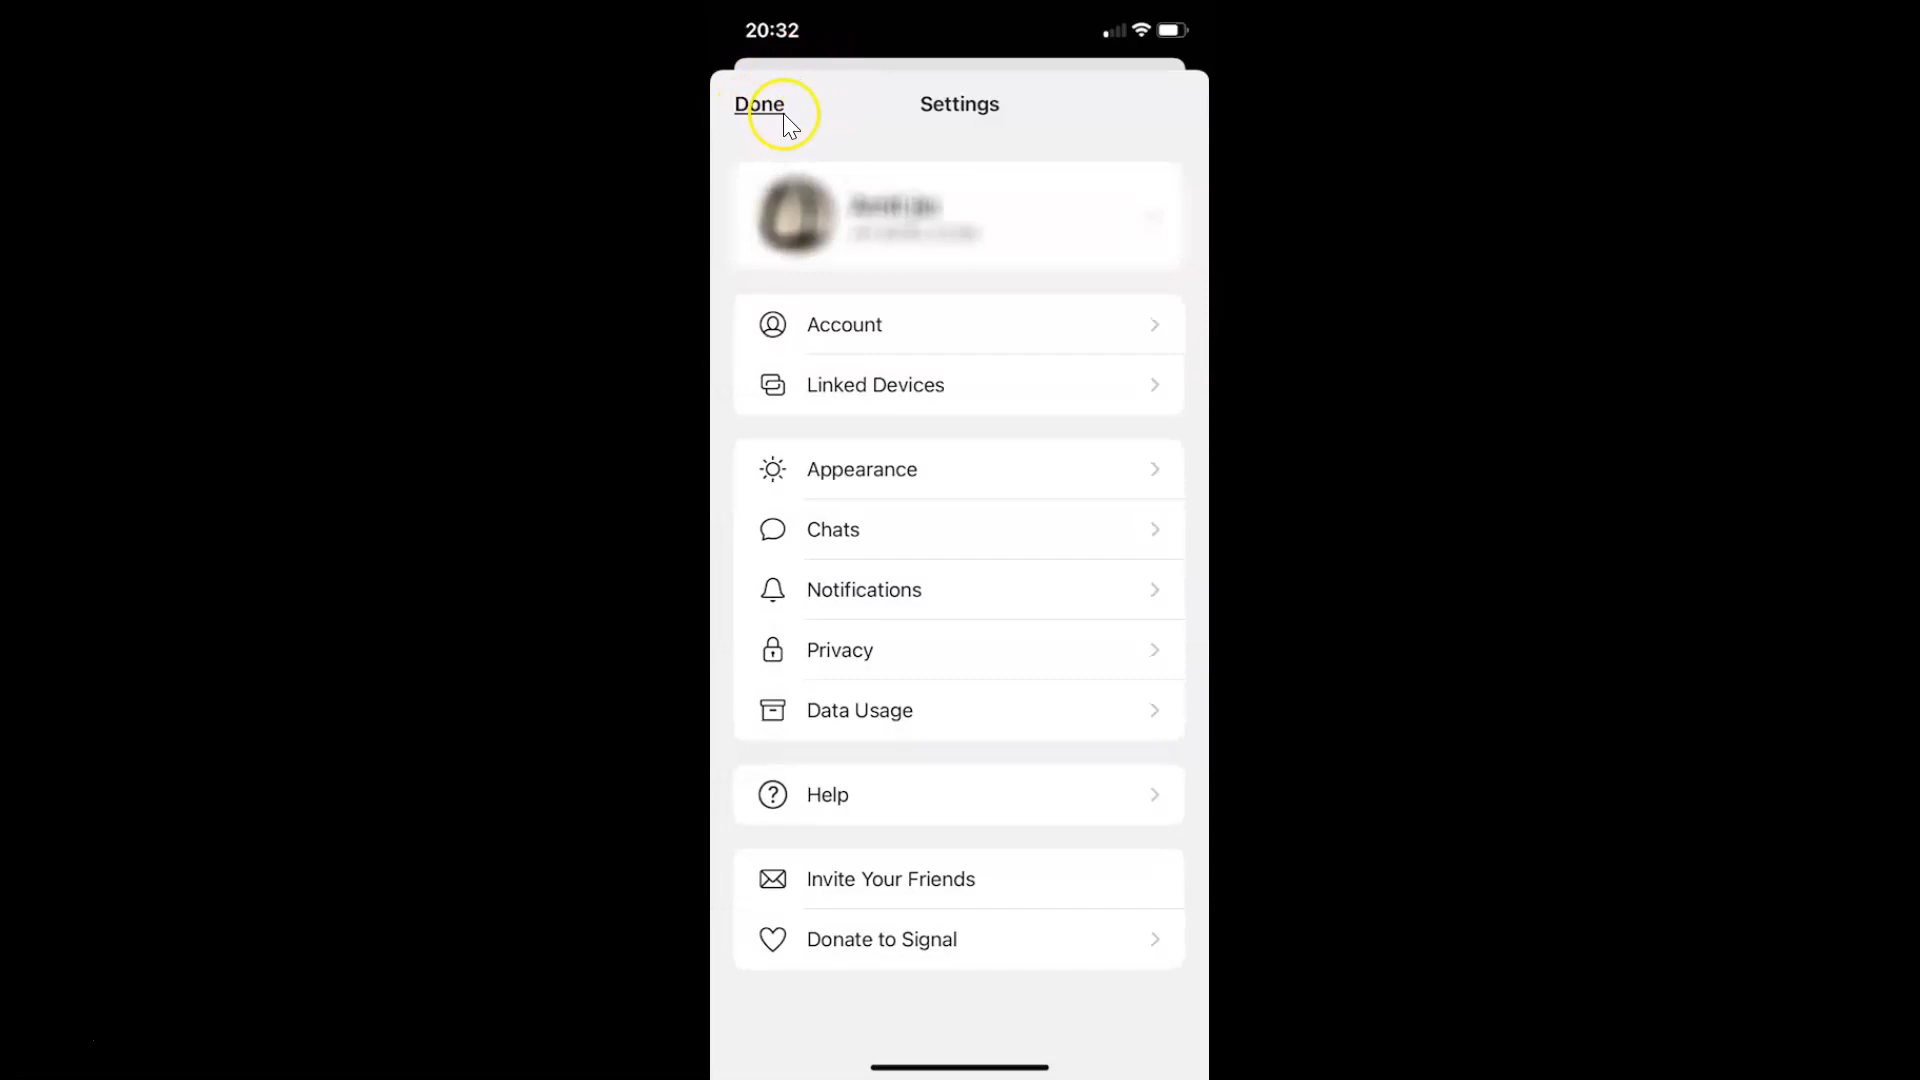 20:32
Done
Settings
Account
Linked Devices
Appearance
Chats
Notifications
Privacy
Data Usage
Help
Invite Your Friends
Donate to Signal